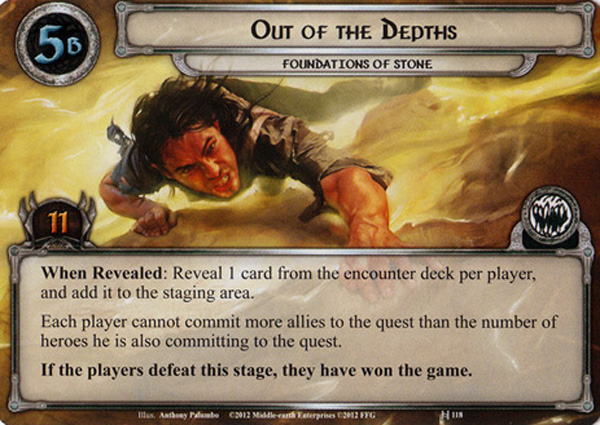 5B
OUT OF THE DEPTHS
FOUNDATIONS OF STONE
11
When Revealed: Reveal 1 card from the encounter deck per player,
and add it to the staging area.
Each player cannot commit more allies to the quest than the number of
heroes he is also committing to the quest.
If the players defeat this stage, they have won the game.
Illus. Anthony Palumbo ©2012 Middle-earth Enterprises ©2012 FFG 118